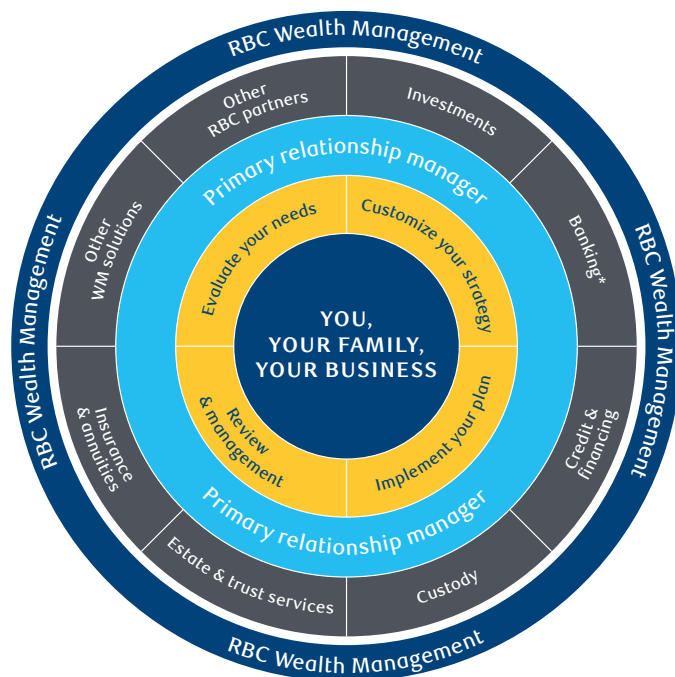 RBC Wealth Management
Other
RBC partners
Investments
Primary relationship manager
Other
WM solutions
Banking*
RBC Wealth Management
RBC Wealth Management
Evaluate your needs
Customize your strategy
YOU,
YOUR FAMILY,
YOUR BUSINESS
Review
& management
Implement your plan
Insurance
& annuities
Credit &
financing
Primary relationship manager
Estate & trust services
Custody
RBC Wealth Management